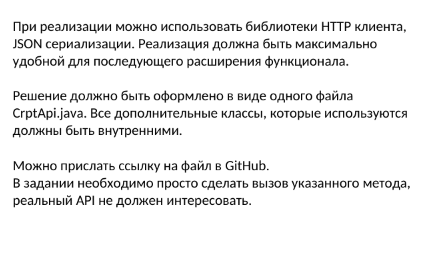 При реализации можно использовать библиотеки HTTP клиента,
JSON сериализации. Реализация должна быть максимально
удобной для последующего расширения функционала.
Решение должно быть оформлено в виде одного файла
CrptApi.java. Все дополнительные классы, которые используются
должны быть внутренними.
Можно прислать ссылку на файл в GitHub.
В задании необходимо просто сделать вызов указанного метода,
реальный API не должен интересовать.